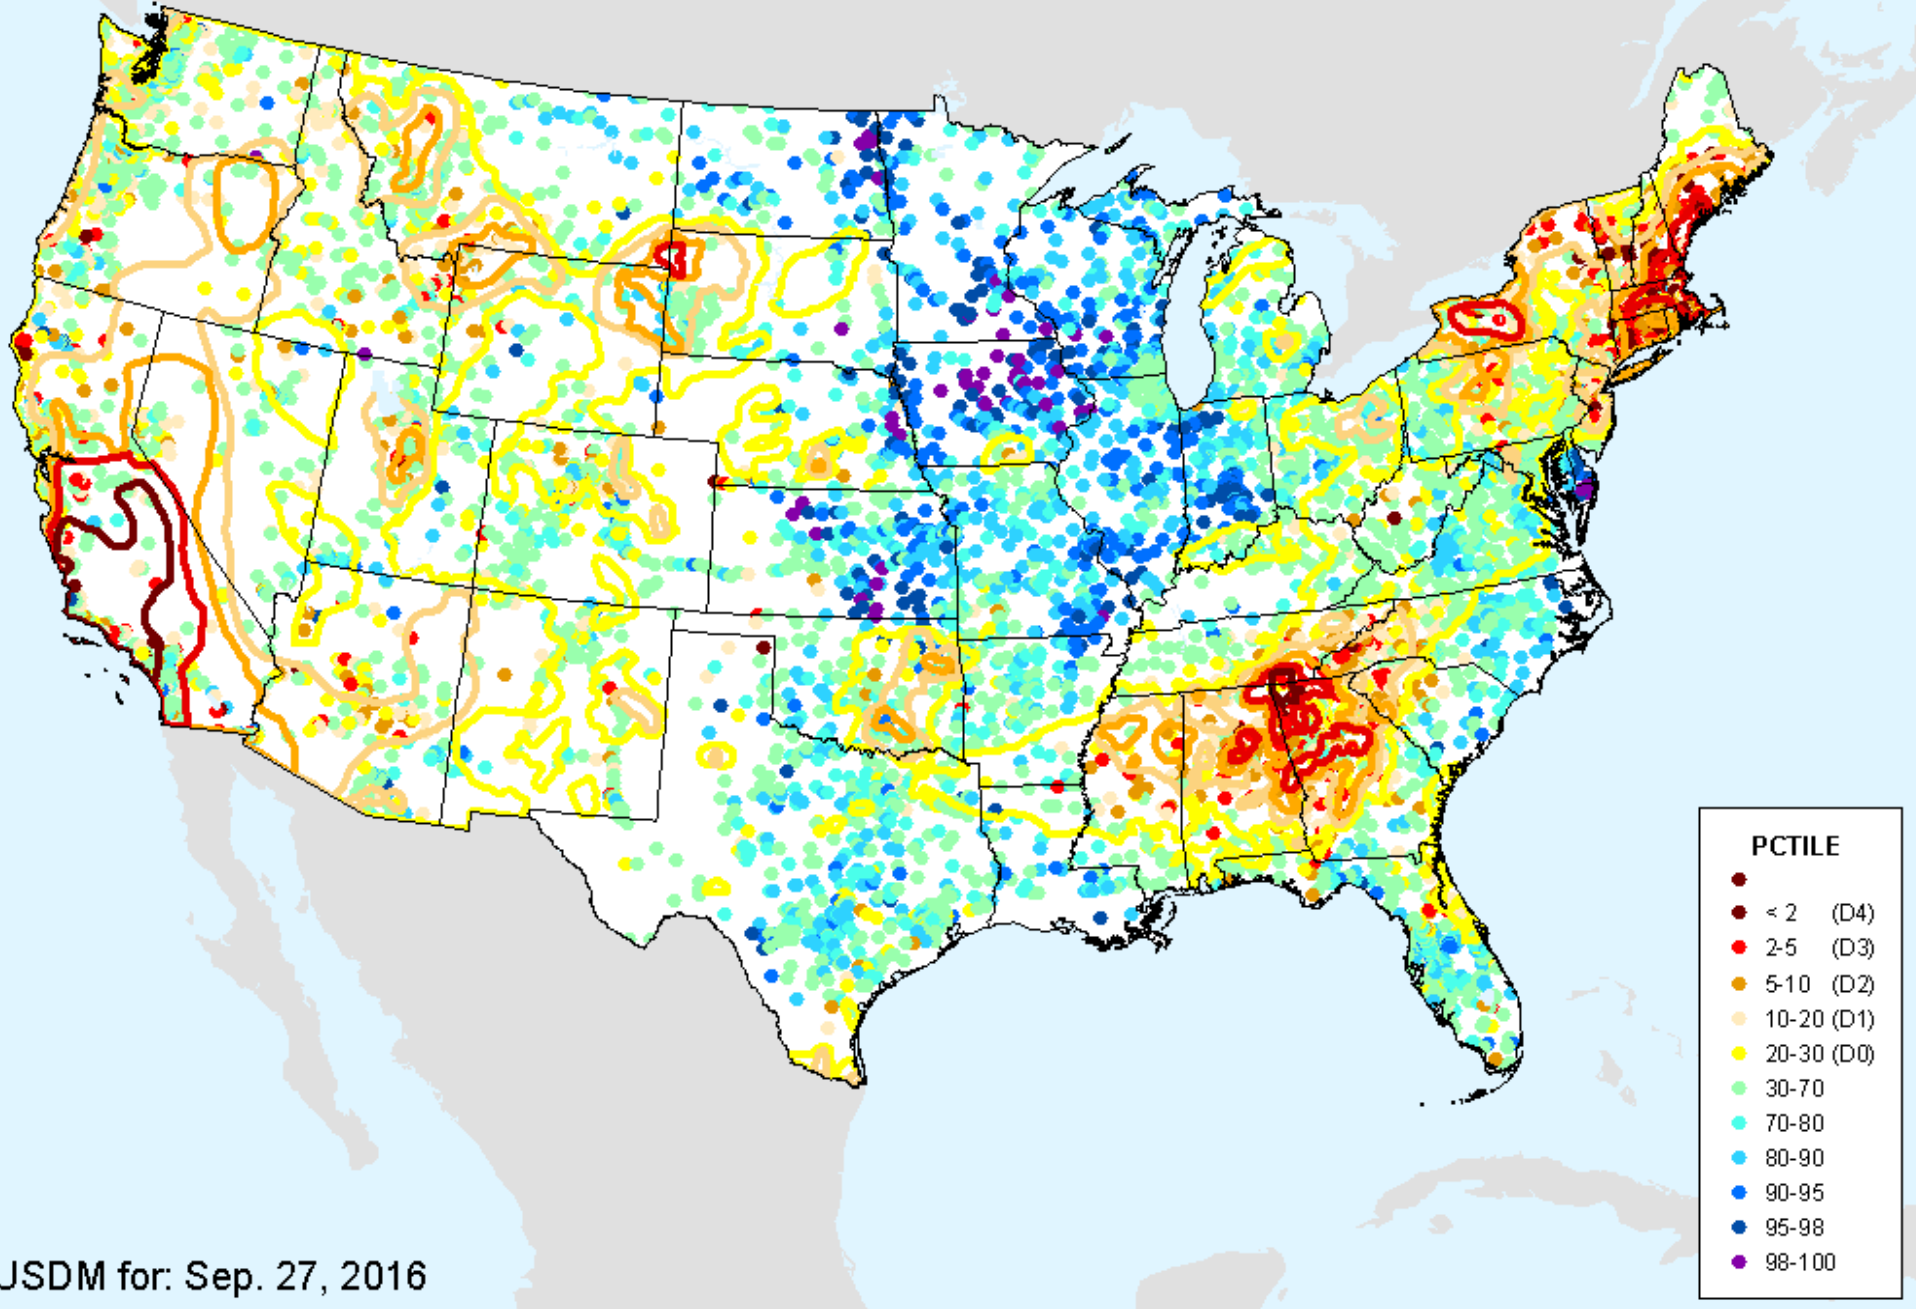 PCTILE
< 2 (D4)
2-5 (D3)
5-10 (D2)
10-20 (D1)
20-30 (D0)
30-70
70-80
80-90
90-95
95-98
98-100
USDM for: Sep. 27, 2016